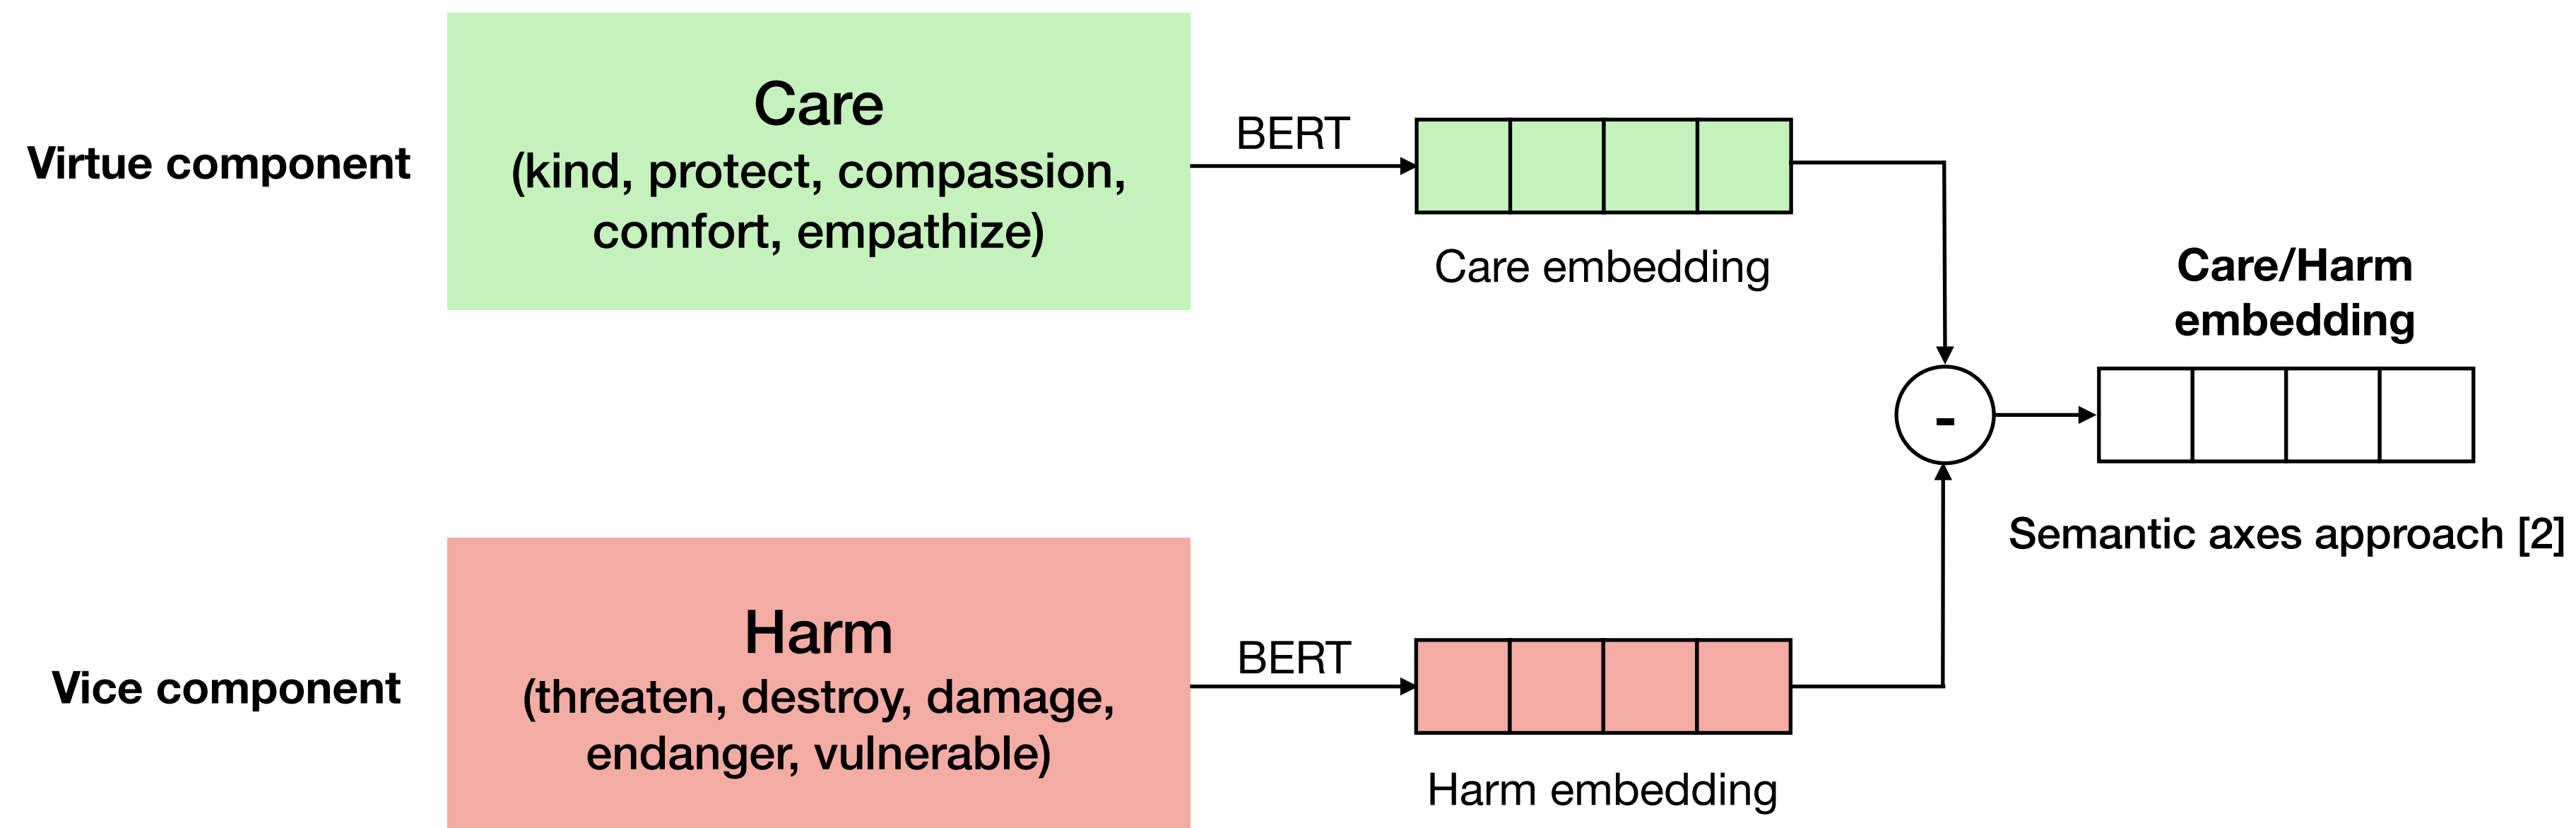 Virtue component
Care
(kind, protect, compassion,
comfort, empathize)
BERT
Care embedding
Care/Harm
embedding
-
Semantic axes approach [2]
Vice component
Harm
(threaten, destroy, damage,
endanger, vulnerable)
BERT
Harm embedding